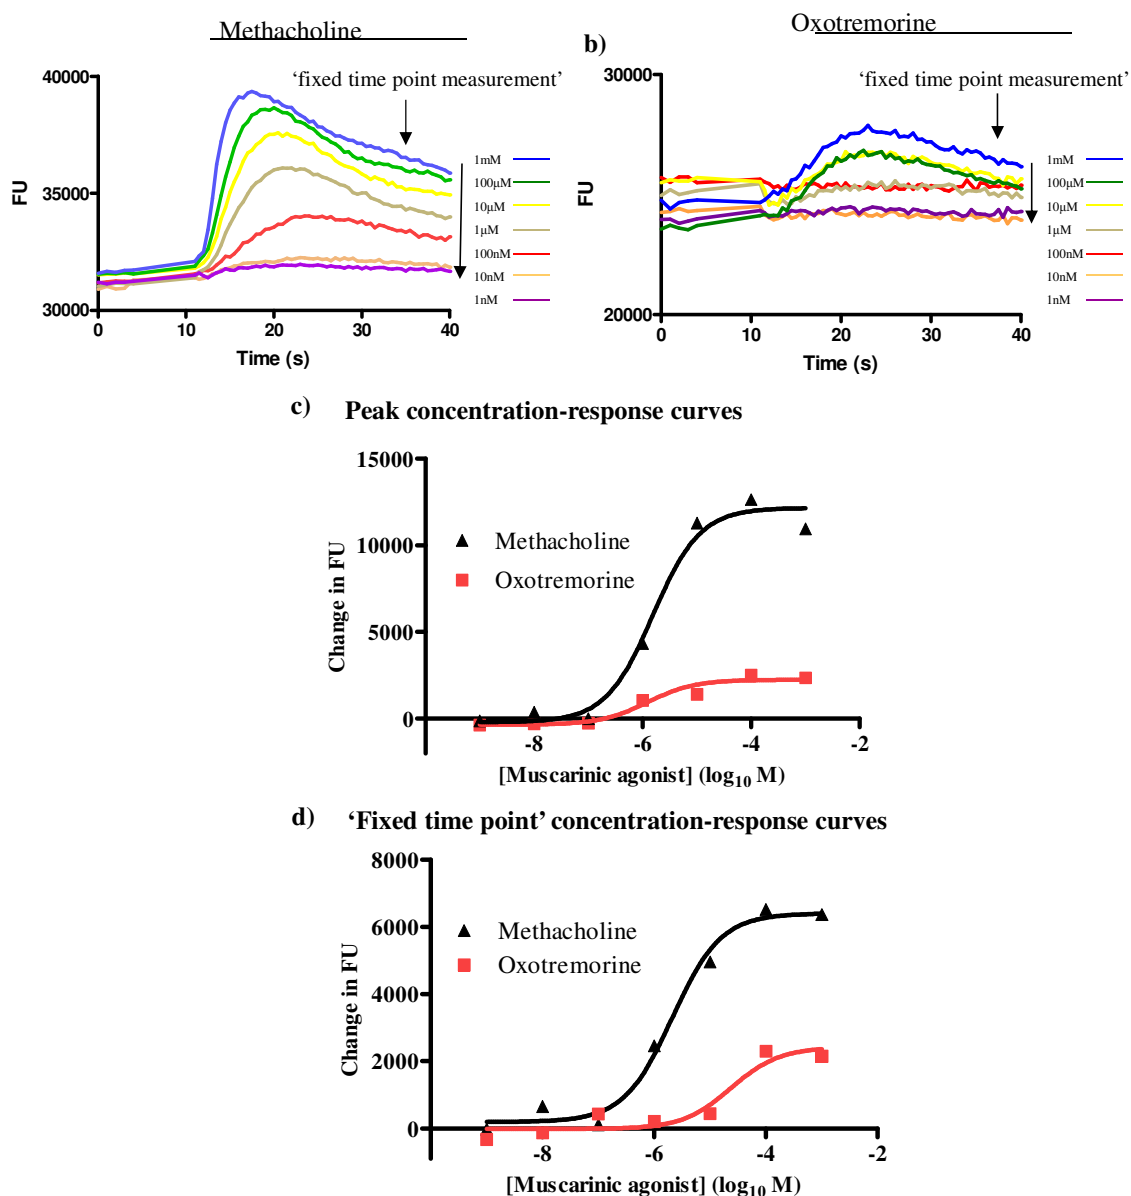 Methacholine
40000
'fixed time point measurement'
35000
FU
30000
0
10
20
30
40
Time (s)
1mM
100µM
10µM
1µM
100nM
10nM
1nM
b)
Oxotremorine
30000
'fixed time point measurement'
FU
20000
0
10
20
30
40
Time (s)
1mM
100µM
10µM
1µM
100nM
10nM
1nM
c) Peak concentration-response curves
15000
10000
5000
0
Change in FU
Methacholine
Oxotremorine
-8
-6
-4
-2
[Muscarinic agonist] (log10 M)
d) 'Fixed time point' concentration-response curves
8000
6000
4000
2000
0
Change in FU
Methacholine
Oxotremorine
-8
-6
-4
-2
[Muscarinic agonist] (log10 M)